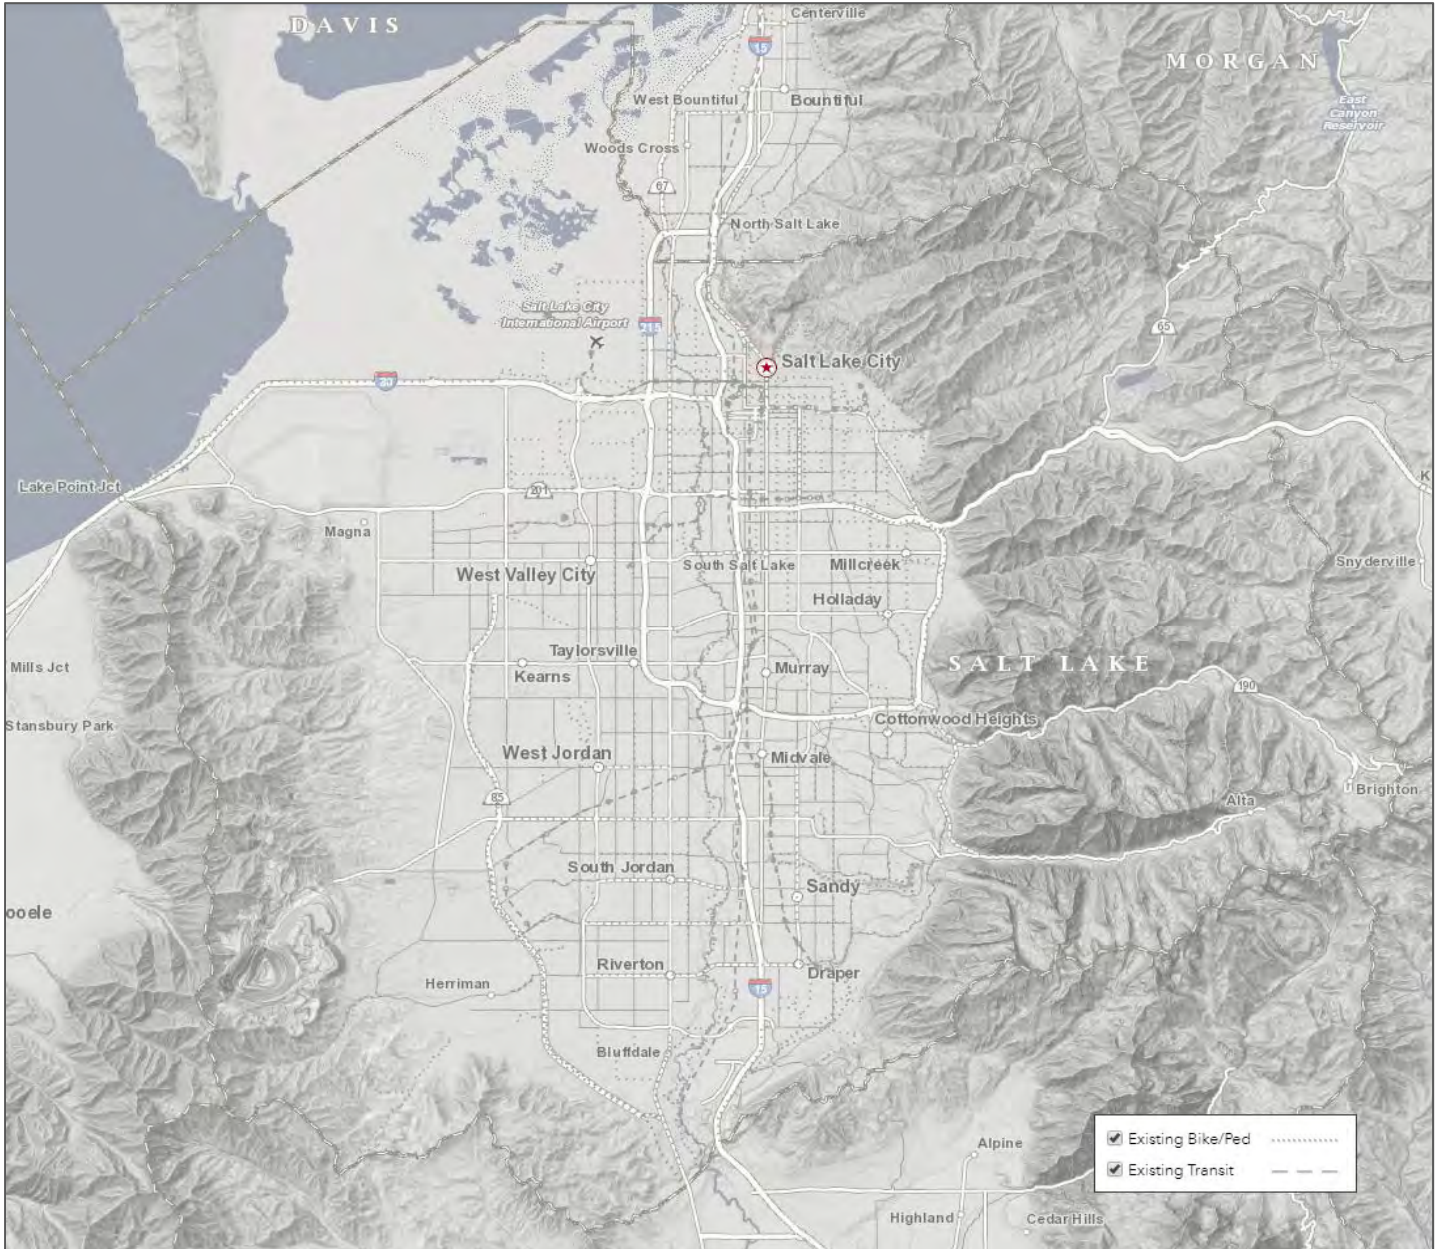 DAVIS
Centerville
15
MORGAN
West Bountiful
Bountiful
East
Canyon
Reservoir
Woods Cross
67
North Salt Lake
Salt Lake City
International Airport
215
65
Salt Lake City
80
Lake Point Jct
201
K
Magna
West Valley City
South Salt Lake
Millcreek
Snyderville
Holladay
Taylorsville
Mills Jct
Kearns
Murray
SALT LAKE
190
Stansbury Park
Cottonwood Heights
West Jordan
Midvale
85
Alta
Brighton
South Jordan
Sandy
ooele
Riverton
Draper
Herriman
15
Bluffdale
Existing Bike/Ped
Existing Transit
Alpine
Highland
Cedar Hills